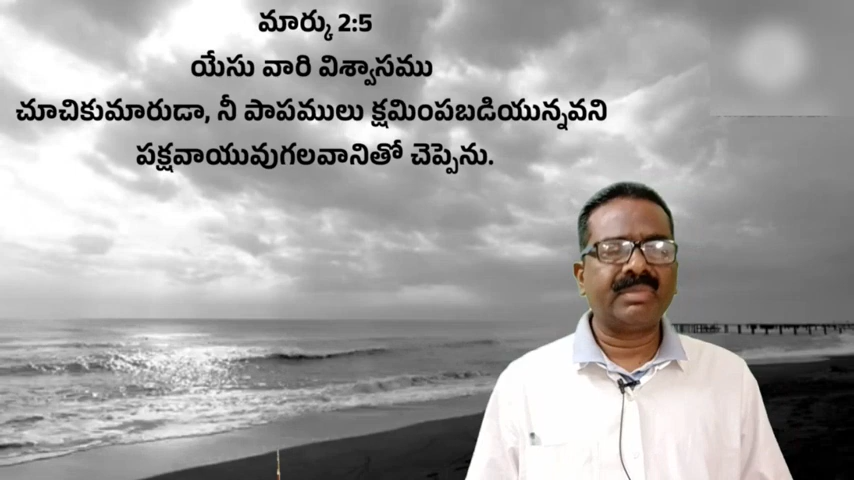 మార్కు 2:5
యేసు వారి విశ్వాసము
చూచికుమారుడా, నీ పాపములు క్షమింపబడియున్నవని
పక్షవాయువుగలవానితో చెప్పెను.